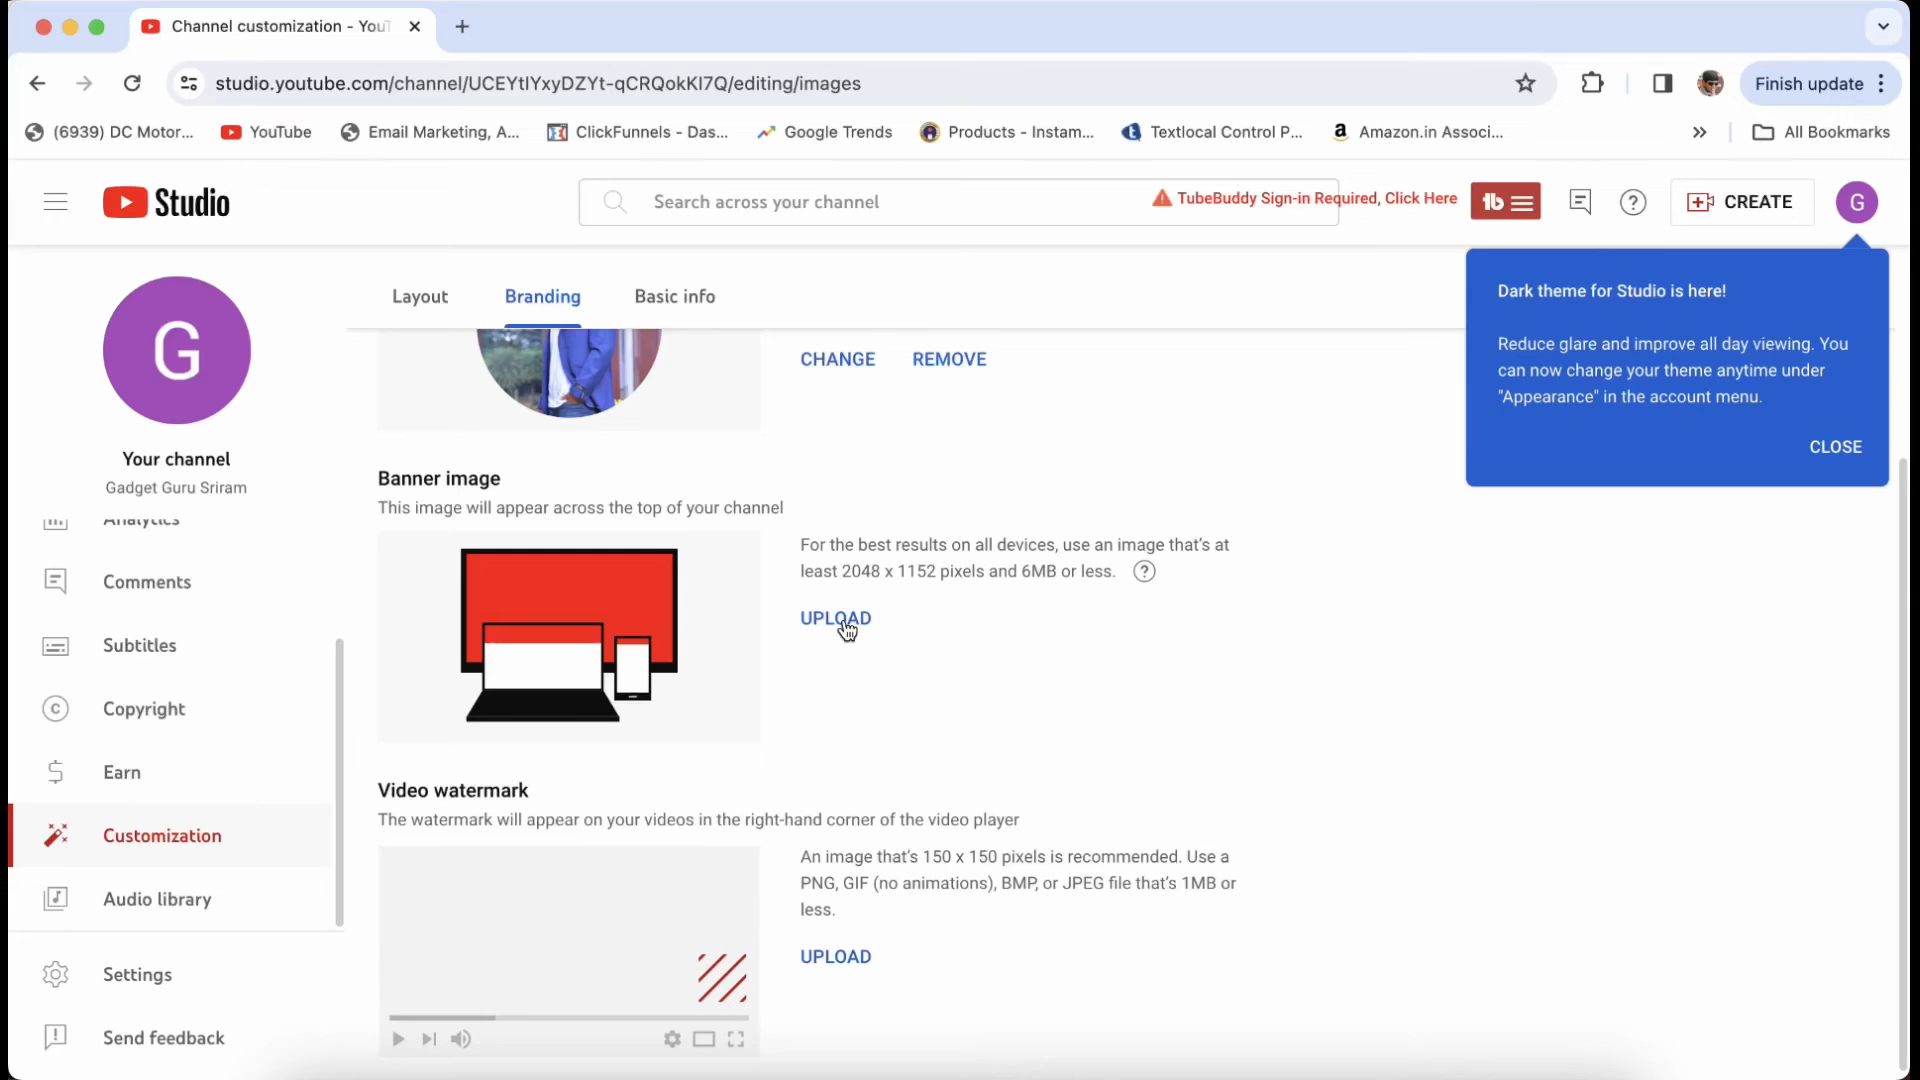 Channel customization - YouT
studio.youtube.com/channel/UCEYtIYxyDZYt-qCRQokKI7Q/editing/images
Finish update
(6939) DC Motor...
YouTube
Email Marketing, A...
ClickFunnels - Das...
Google Trends
Products - Instam...
Textlocal Control P...
Amazon.in Associ...
All Bookmarks
Studio
Search across your channel
TubeBuddy Sign-in Required, Click Here
tb
CREATE
G
Dark theme for Studio is here!
Reduce glare and improve all day viewing. You
can now change your theme anytime under
"Appearance" in the account menu.
CLOSE
G
Your channel
Gadget Guru Sriram
Analytics
Comments
Subtitles
Copyright
Earn
Customization
Audio library
Settings
Send feedback
Layout
Branding
Basic info
CHANGE
REMOVE
Banner image
This image will appear across the top of your channel
For the best results on all devices, use an image that's at
least 2048 x 1152 pixels and 6MB or less.
UPLOAD
Video watermark
The watermark will appear on your videos in the right-hand corner of the video player
An image that's 150 x 150 pixels is recommended. Use a
PNG, GIF (no animations), BMP, or JPEG file that's 1MB or
less.
UPLOAD